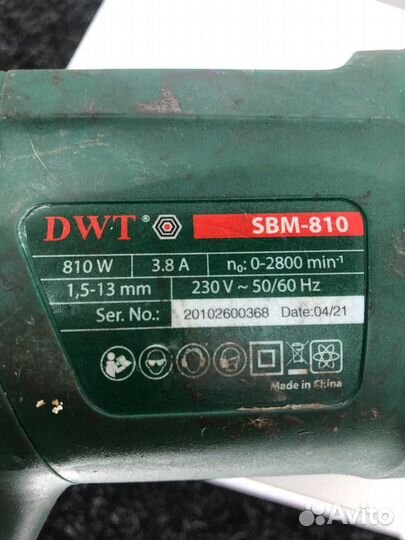 DWT® SBM-810
810 W 3.8 A n₀: 0-2800 min⁻¹
1,5-13 mm 230 V ~ 50/60 Hz
Ser. No.: 20102600368 Date:04/21
Made in China
Avito